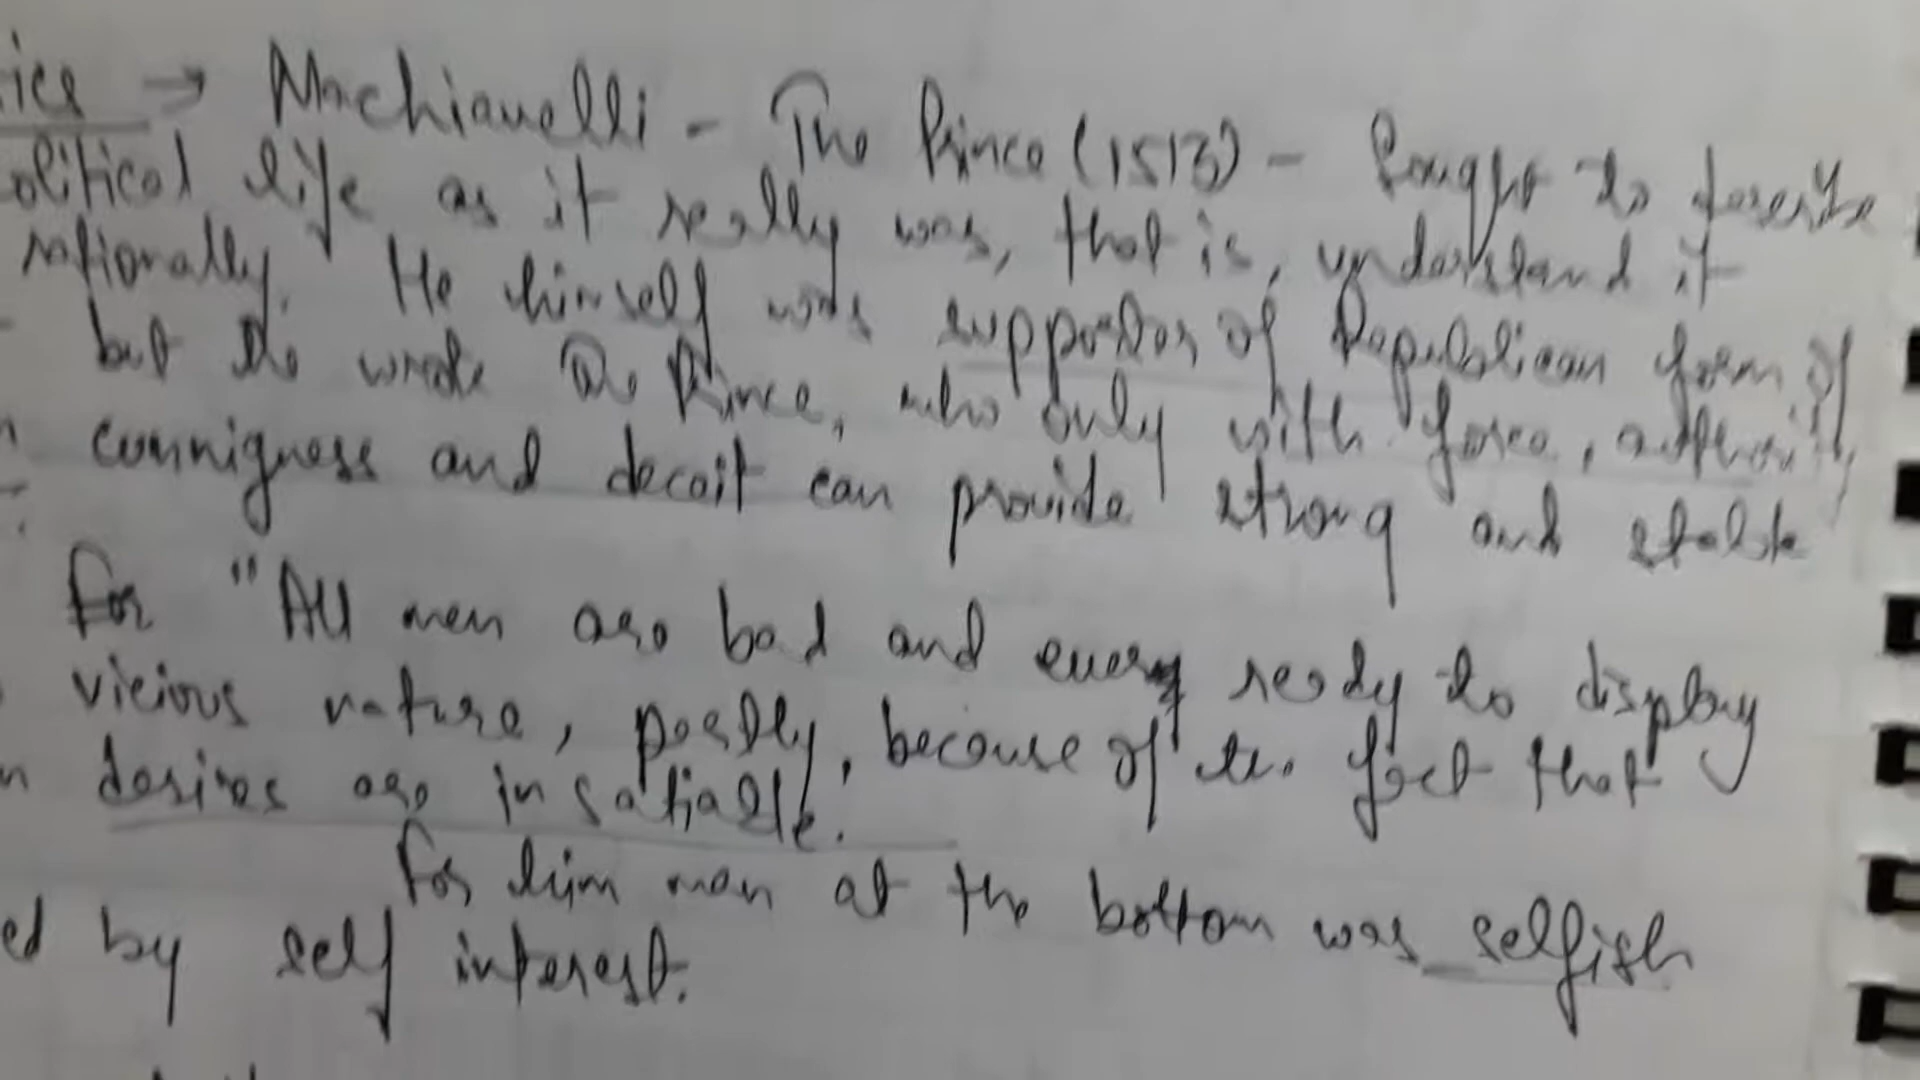 ics → Machiavelli - The Prince (1513) - Sought to describe
olitical life as it really was, that is, understand it
rationally. He himself was supporter of Republican form of
but he wrote The Prince, who only with force, authority,
cunnigness and deceit can provide strong and stable
For "All men are bad and every ready to display
vicious nature, partly, because of the fact that
n desires are insatiable."
For him man at the bottom was selfish
ed by self interest.